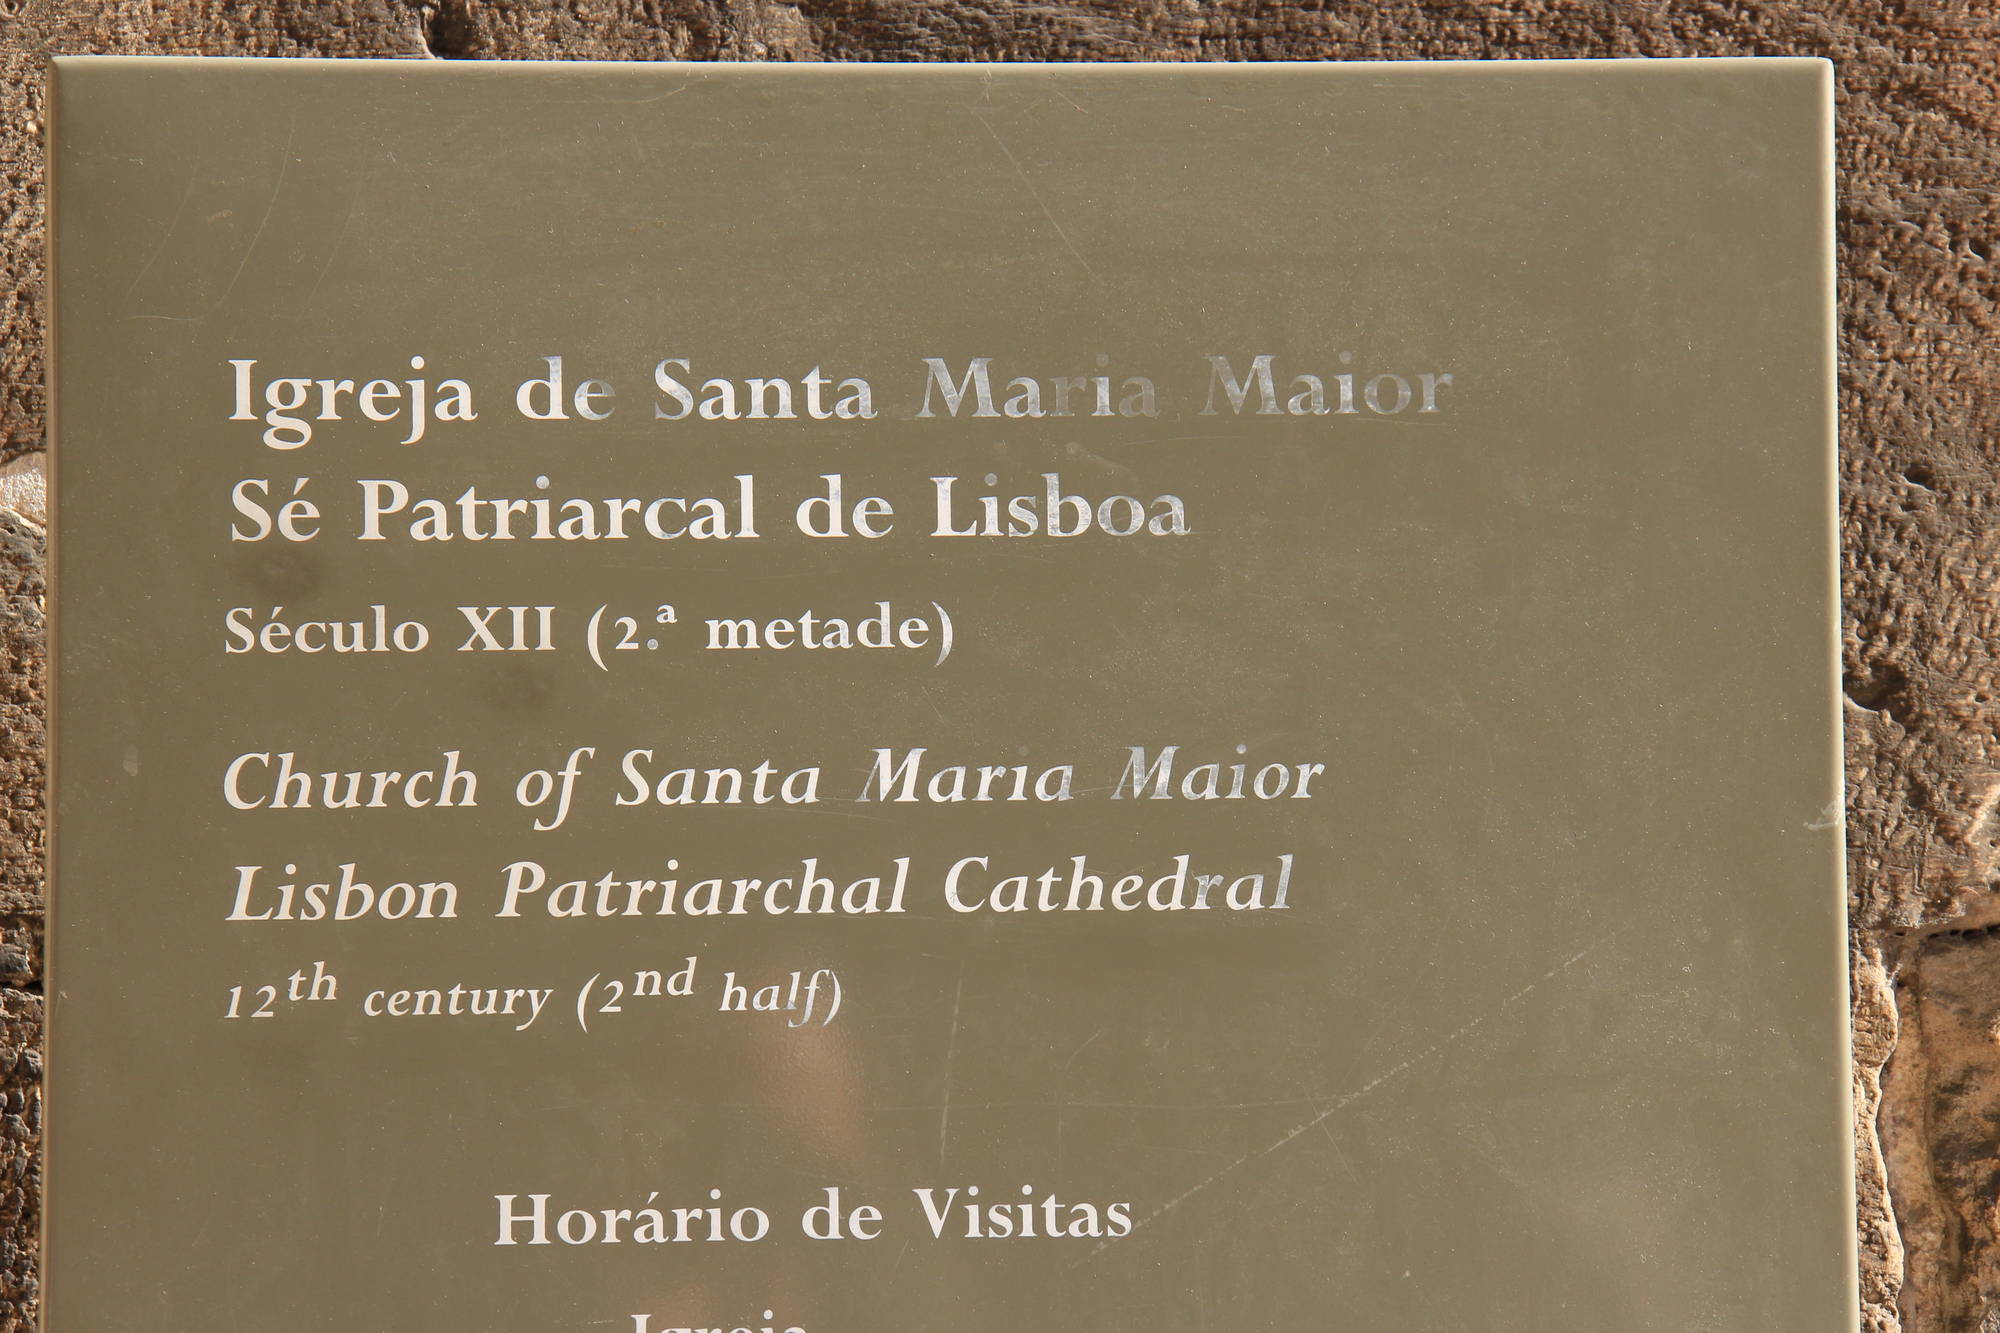 Igreja de Santa Maria Maior
Sé Patriarcal de Lisboa
Século XII (2.ª metade)
Church of Santa Maria Maior
Lisbon Patriarchal Cathedral
12th century (2nd half)
Horário de Visitas
Igreja